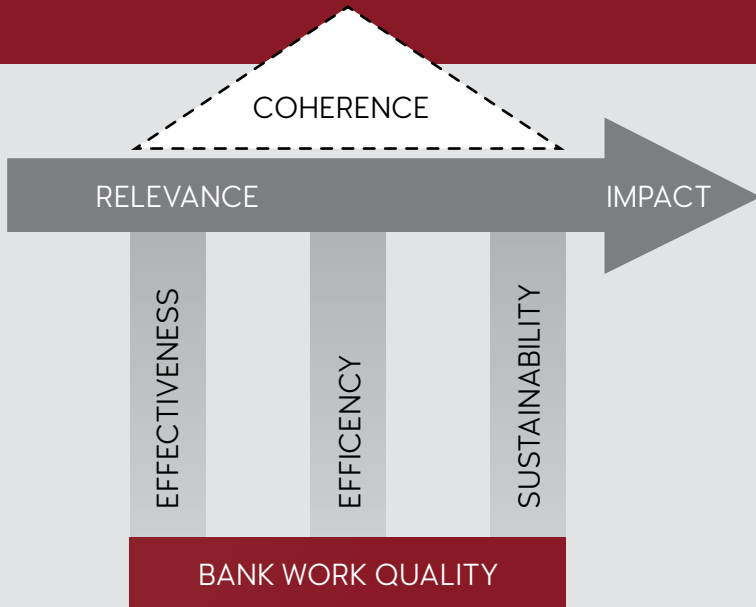 COHERENCE
RELEVANCE
IMPACT
EFFECTIVENESS
EFFICENCY
SUSTAINABILITY
BANK WORK QUALITY